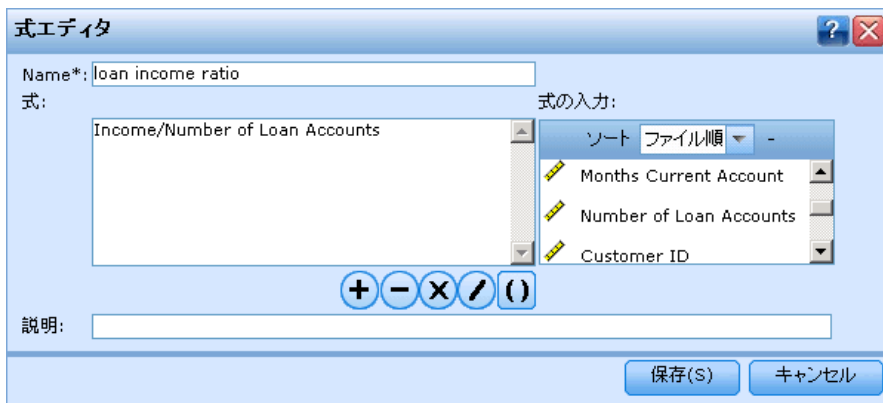 式エディタ
?
Name*: loan income ratio
式:
式の入力:
Income/Number of Loan Accounts
ソート ファイル順 -
Months Current Account
Number of Loan Accounts
Customer ID
+ - x / ()
説明:
保存(S) キャンセル